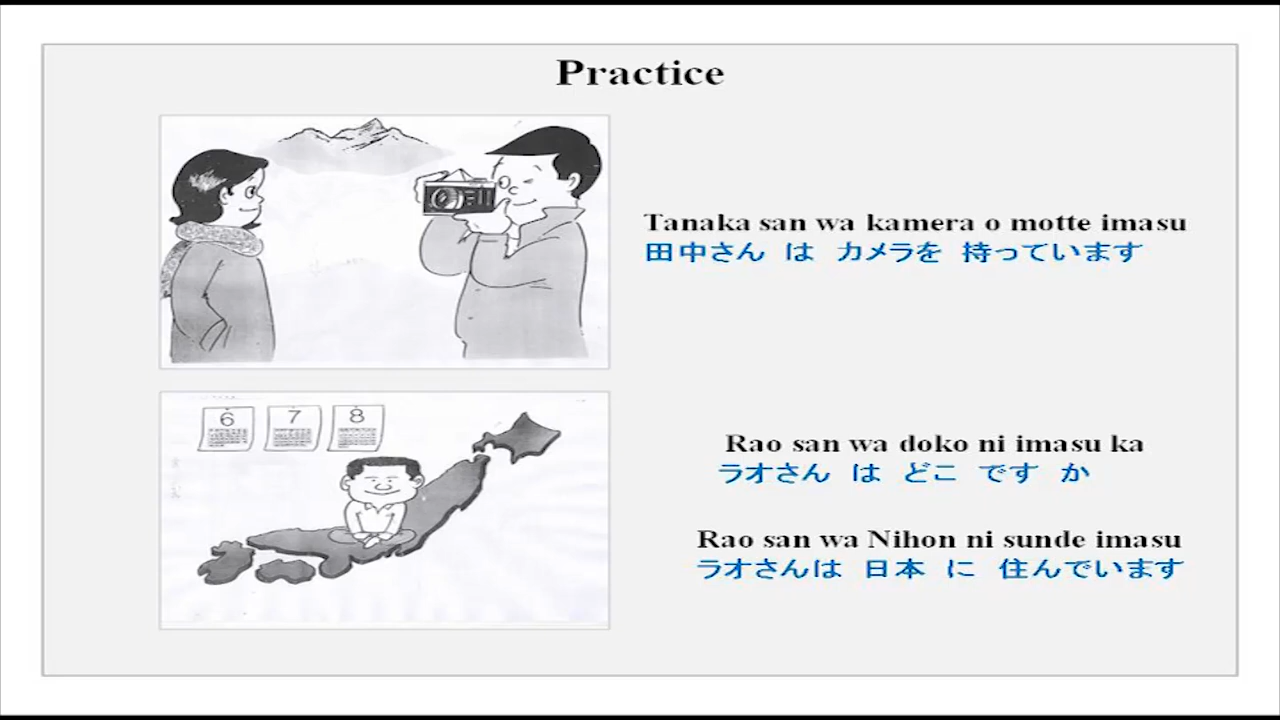 Practice
Tanaka san wa kamera o motte imasu
田中さん は カメラを 持っています
6 7 8
Rao san wa doko ni imasu ka
ラオさん は どこ です か
Rao san wa Nihon ni sunde imasu
ラオさんは 日本 に 住んでいます